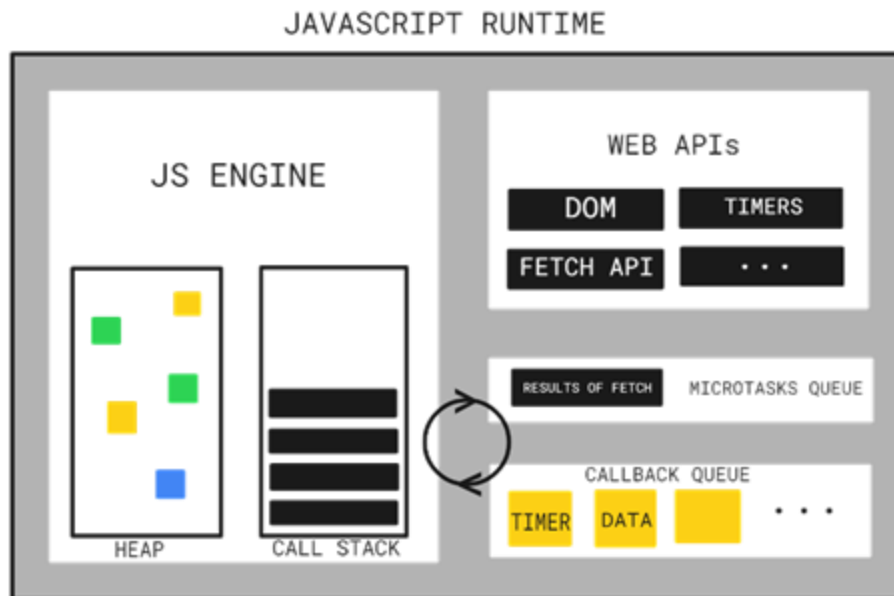 JAVASCRIPT RUNTIME
JS ENGINE
HEAP
CALL STACK
WEB APIs
DOM
TIMERS
FETCH API
...
RESULTS OF FETCH
MICROTASKS QUEUE
CALLBACK QUEUE
TIMER
DATA
...